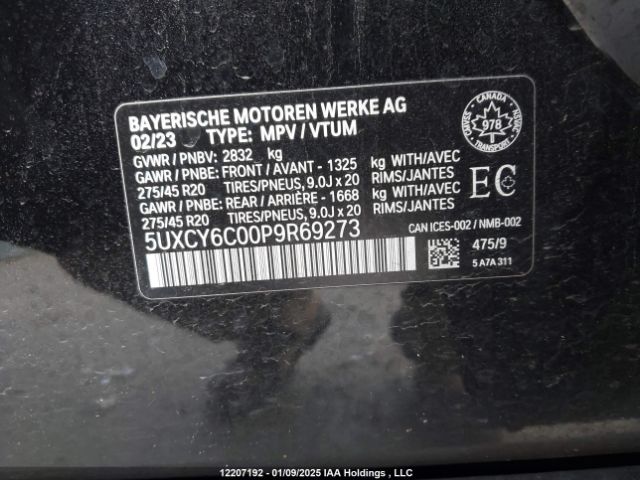 BAYERISCHE MOTOREN WERKE AG
02/23 TYPE: MPV / VTUM
GVWR / PNBV: 2832 kg
GAWR / PNBE: FRONT / AVANT - 1325 kg WITH/AVEC
275/45 R20 TIRES/PNEUS, 9.0J x 20 RIMS/JANTES
GAWR / PNBE: REAR / ARRIÈRE - 1668 kg WITH/AVEC
275/45 R20 TIRES/PNEUS, 9.0J x 20 RIMS/JANTES
5UXCY6C00P9R69273
CANADA
978
NSVAC
CMVSS
EC
CAN ICES-002 / NMB-002
475/9
5 A7A 311
12207192 - 01/09/2025 IAA Holdings , LLC